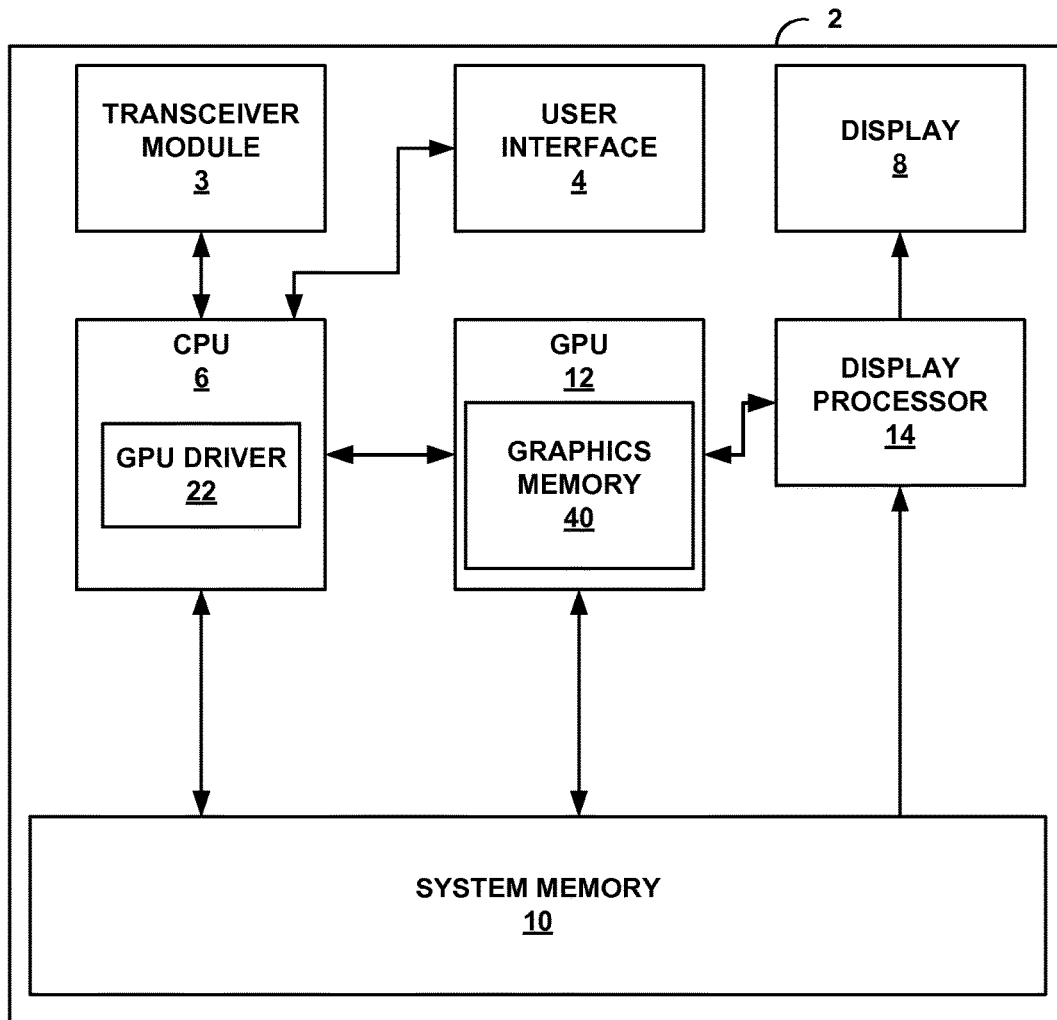 2
TRANSCEIVER
MODULE
3
USER
INTERFACE
4
DISPLAY
8
CPU
6
GPU DRIVER
22
GPU
12
GRAPHICS
MEMORY
40
DISPLAY
PROCESSOR
14
SYSTEM MEMORY
10